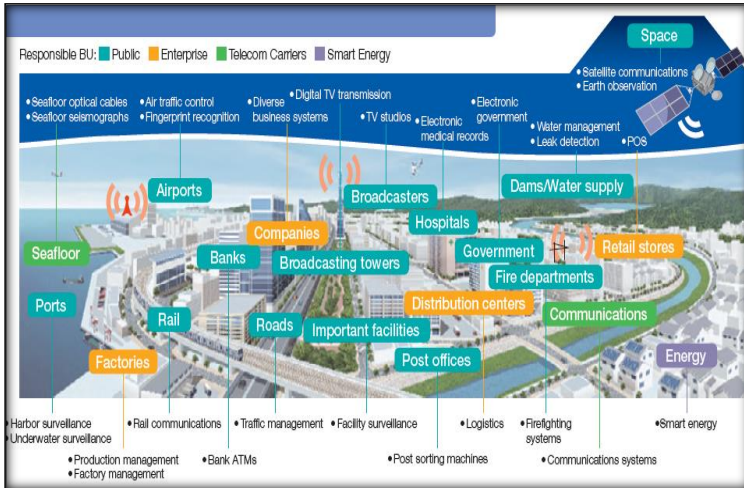 Responsible BU: Public Enterprise Telecom Carriers Smart Energy
Space
• Satellite communications
• Earth observation
• Seafloor optical cables
• Seafloor seismographs
• Air traffic control
• Fingerprint recognition
• Diverse
business systems
• Digital TV transmission
• TV studios
• Electronic
medical records
• Electronic
government
• Water management
• Leak detection
• POS
Airports
Broadcasters
Dams/Water supply
Hospitals
Companies
Seafloor
Banks
Broadcasting towers
Government
Retail stores
Fire departments
Ports
Rail
Roads
Important facilities
Distribution centers
Communications
Factories
Post offices
Energy
• Harbor surveillance
• Underwater surveillance
• Rail communications
• Traffic management
• Facility surveillance
• Logistics
• Firefighting
systems
• Smart energy
• Production management
• Factory management
• Bank ATMs
• Post sorting machines
• Communications systems